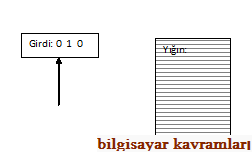 Girdi: 0 1 0
Yığın:
bilgisayar kavramları